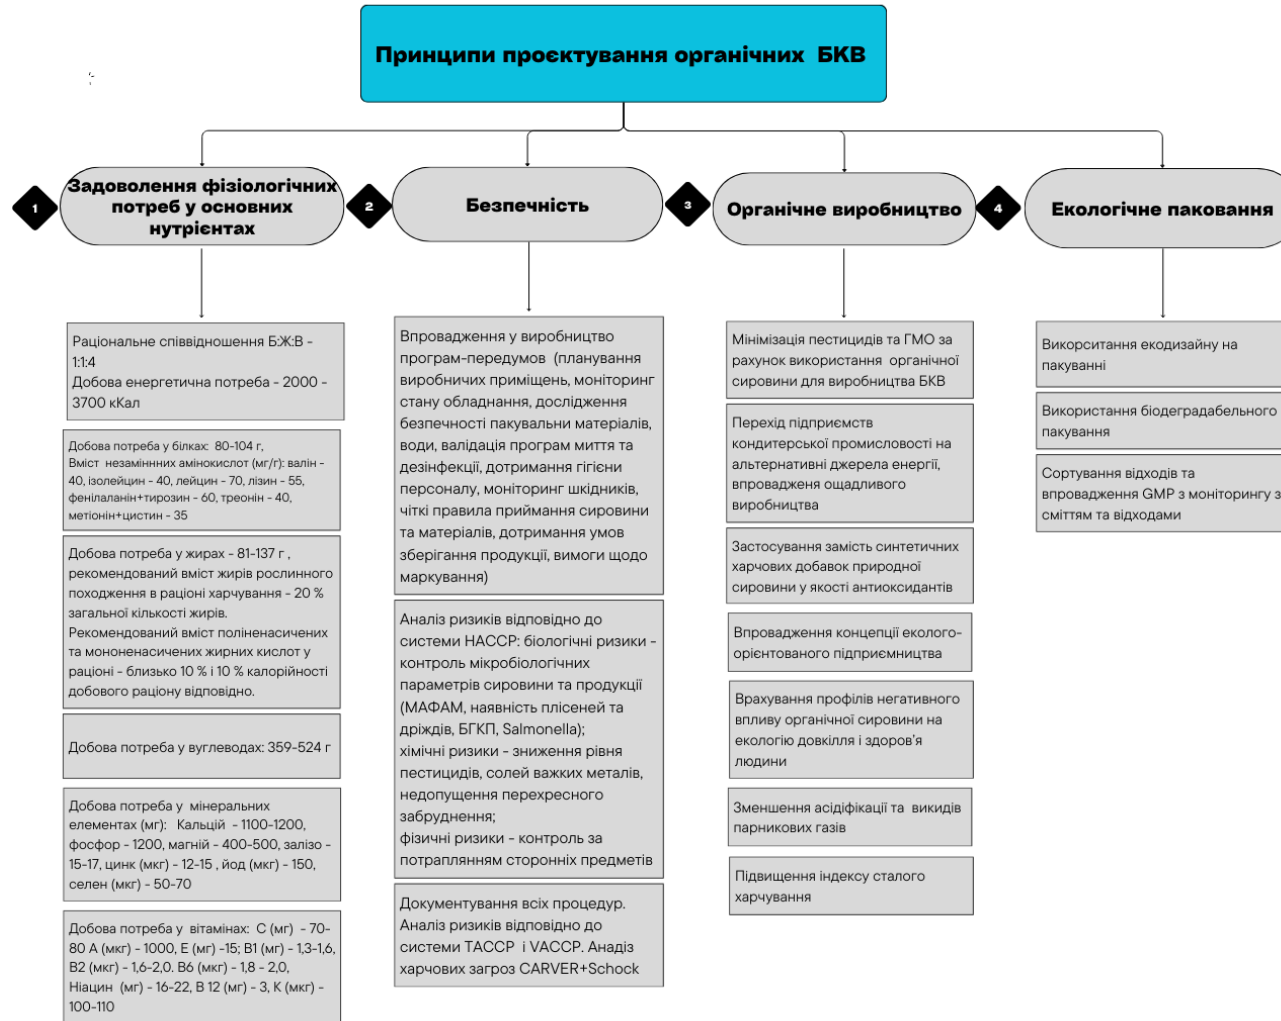 Принципи проєктування органічних БКВ
1
Задоволення фізіологічних
потреб у основних
нутрієнтах
2
Безпечність
3
Органічне виробництво
4
Екологічне паковання
Раціональне співвідношення Б:Ж:В -
1:1:4
Добова енергетична потреба - 2000 -
3700 кКал
Добова потреба у білках: 80-104 г,
Вміст незаміннних амінокислот (мг/г): валін -
40, ізолейцин - 40, лейцин - 70, лізин - 55,
фенілаланін+тирозин - 60, треонін - 40,
метіонін+цистин - 35
Добова потреба у жирах - 81-137 г ,
рекомендований вміст жирів рослинного
походження в раціоні харчування - 20 %
загальної кількості жирів.
Рекомендований вміст поліненасичених
та мононенасичених жирних кислот у
раціоні - близько 10 % і 10 % калорійності
добового раціону відповідно.
Добова потреба у вуглеводах: 359-524 г
Добова потреба у мінеральних
елементах (мг): Кальцій - 1100-1200,
фосфор - 1200, магній - 400-500, залізо -
15-17, цинк (мкг) - 12-15 , йод (мкг) - 150,
селен (мкг) - 50-70
Добова потреба у вітамінах: С (мг) - 70-
80 А (мкг) - 1000, Е (мг) -15; В1 (мг) - 1,3-1,6,
В2 (мкг) - 1,6-2,0. В6 (мкг) - 1,8 - 2,0,
Ніацин (мг) - 16-22, В 12 (мг) - 3, К (мкг) -
100-110
Впровадження у виробництво
програм-передумов (планування
виробничих приміщень, моніторинг
стану обладнання, дослідження
безпечності пакувальни матеріалів,
води, валідація програм миття та
дезінфекції, дотримання гігієни
персоналу, моніторинг шкідників,
чіткі правила приймання сировини
та матеріалів, дотримання умов
зберігання продукції, вимоги щодо
маркування)
Аналіз ризиків відповідно до
системи НАССР: біологічні ризики -
контроль мікробіологічних
параметрів сировини та продукції
(МАФАМ, наявність плісеней та
дріждів, БГКП, Salmonella);
хімічні ризики - зниження рівня
пестицидів, солей важких металів,
недопущення перехресного
забруднення;
фізичні ризики - контроль за
потраплянням сторонніх предметів
Документування всіх процедур.
Аналіз ризиків відповідно до
системи ТАССР і VACCP. Анадіз
харчових загроз CARVER+Schock
Мінімізація пестицидів та ГМО за
рахунок використання органічної
сировини для виробництва БКВ
Перехід підприємств
кондитерської промисловості на
альтернативні джерела енергії,
впровадженя ощадливого
виробництва
Застосування замість синтетичних
харчових добавок природної
сировини у якості антиоксидантів
Впровадження концепції еколого-
орієнтованого підприємництва
Врахування профілів негативного
впливу органічної сировини на
екологію довкілля і здоров'я
людини
Зменшення асідіфікації та викидів
парникових газів
Підвищення індексу сталого
харчування
Викорситання екодизайну на
пакуванні
Використання біодеградабельного
пакування
Сортування відходів та
впровадження GMP з моніторингу з
сміттям та відходами